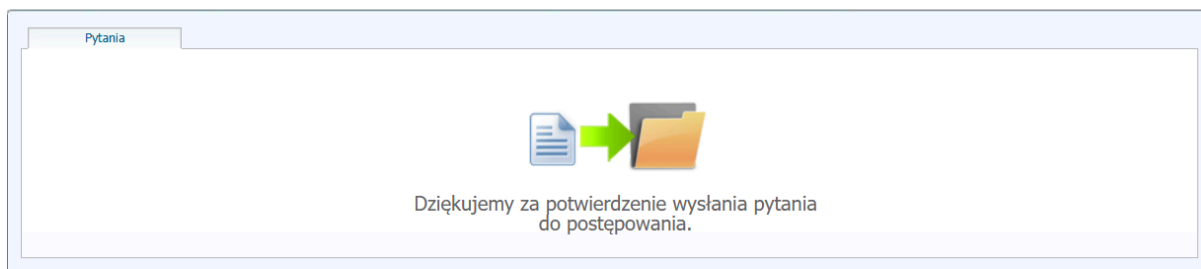 Pytania
Dziękujemy za potwierdzenie wysłania pytania
do postępowania.